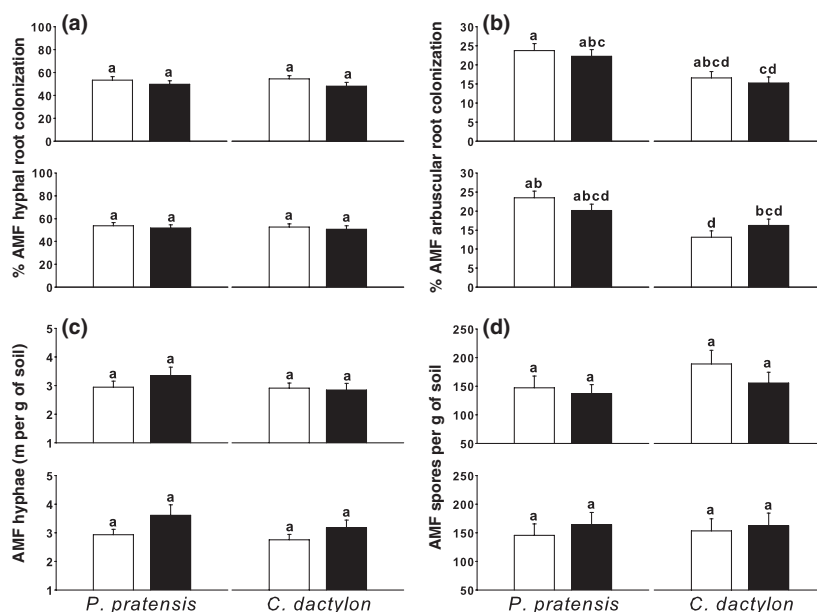 (a)
% AMF hyphal root colonization
100
80
60
40
20
0
a a a a
100
80
60
40
20
0
a a a a
(b)
% AMF arbuscular root colonization
30
25
20
15
10
5
0
a abc abcd cd
30
25
20
15
10
5
0
ab abcd d bcd
(c)
AMF hyphae (m per g of soil)
5
4
3
2
1
a a a a
5
4
3
2
1
a a a a
P. pratensis C. dactylon
(d)
AMF spores per g of soil
250
200
150
100
50
a a a a
250
200
150
100
50
a a a a
P. pratensis C. dactylon